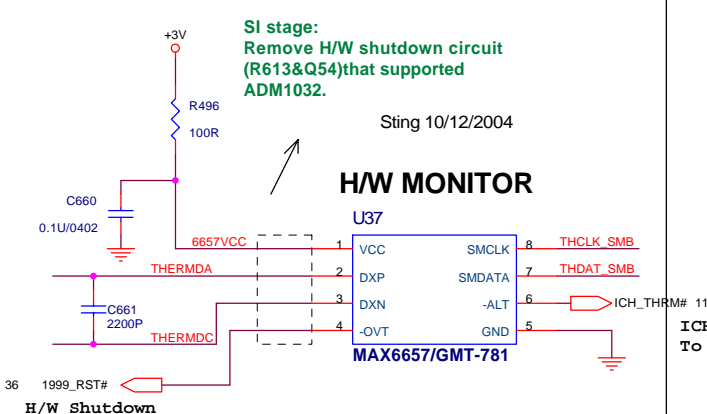 SI stage:
Remove H/W shutdown circuit
(R613&Q54)that supported
ADM1032.
+3V
R496
100R
Sting 10/12/2004
H/W MONITOR
C660
0.1U/0402
U37
6657VCC
1 VCC SMCLK 8 THCLK_SMB
THERMDA
2 DXP SMDATA 7 THDAT_SMB
C661
2200P
3 DXN -ALT 6 ICH_THRM# 11
THERMDC
4 -OVT GND 5
ICH
To
MAX6657/GMT-781
36 1999_RST#
H/W Shutdown